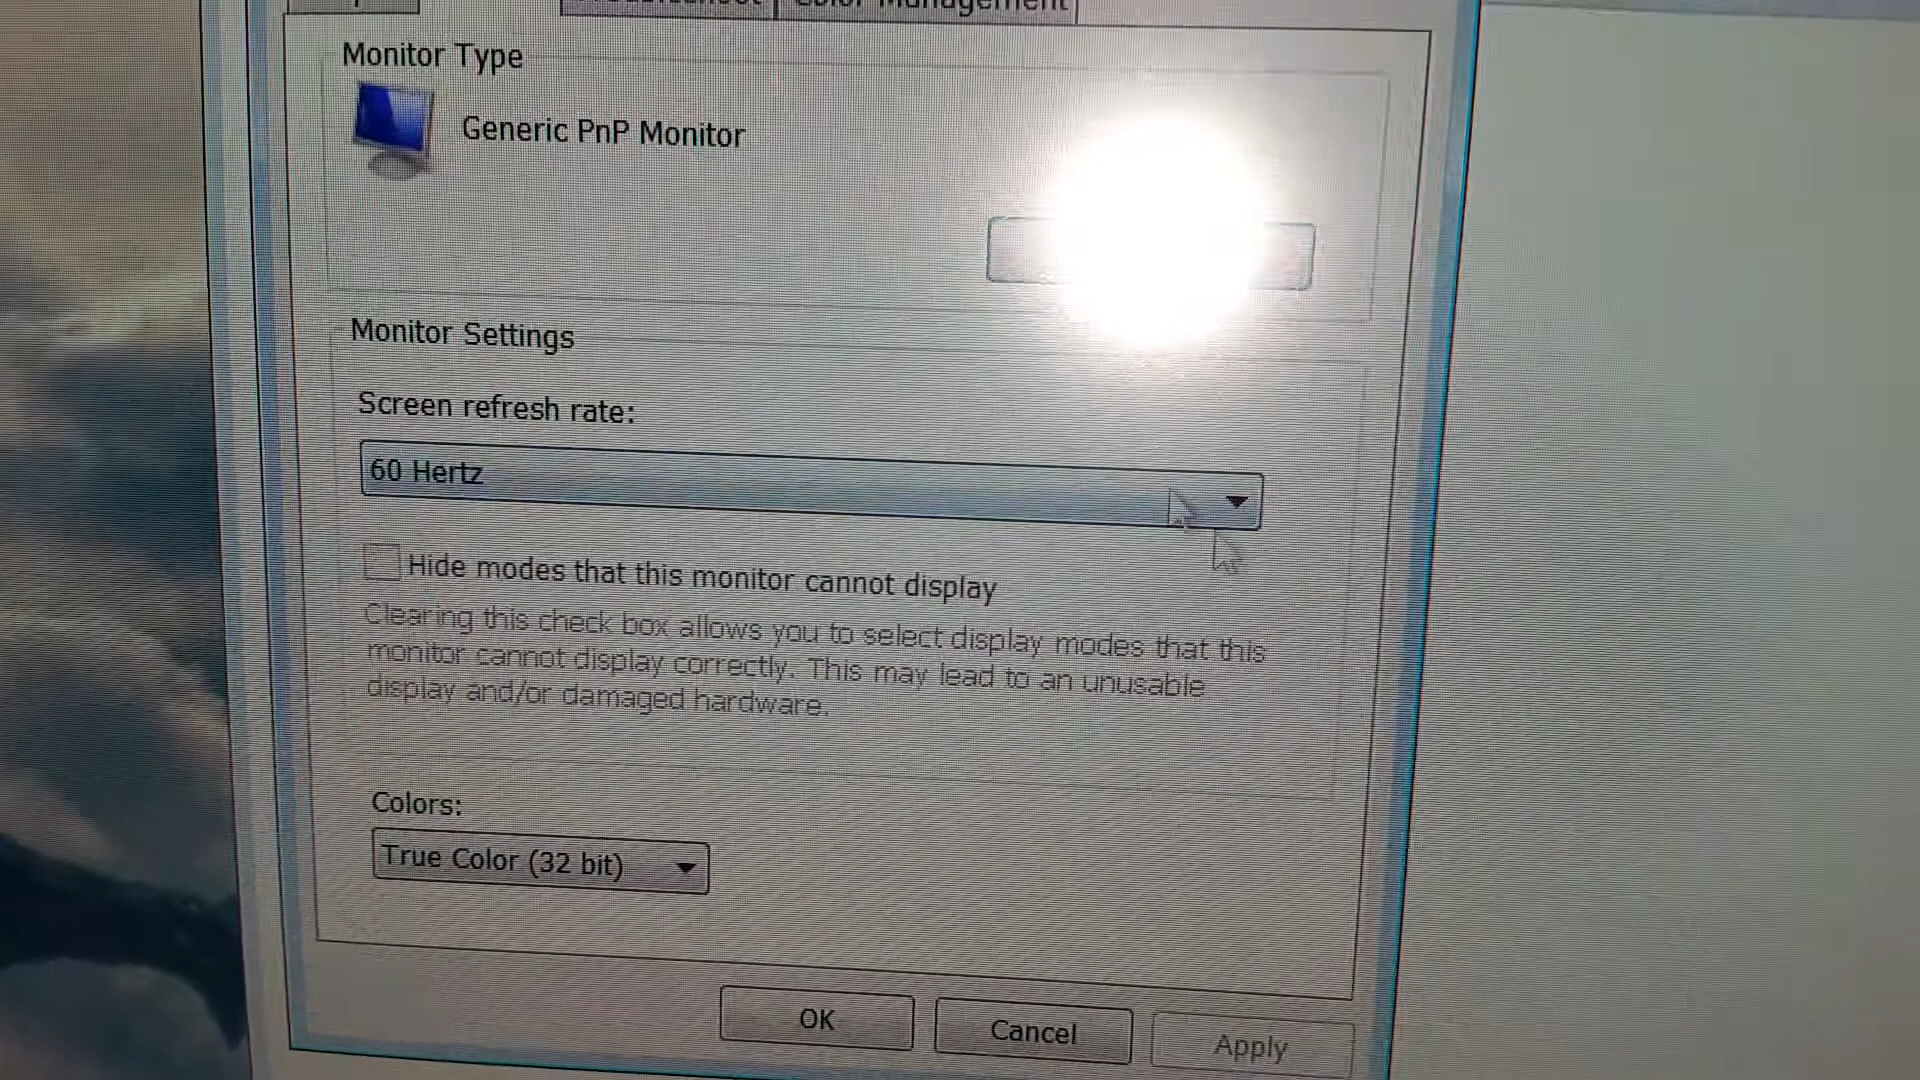 Color Management
Monitor Type
Generic PnP Monitor
Monitor Settings
Screen refresh rate:
60 Hertz
Hide modes that this monitor cannot display
Clearing this check box allows you to select display modes that this
monitor cannot display correctly. This may lead to an unusable
display and/or damaged hardware.
Colors:
True Color (32 bit)
OK
Cancel
Apply